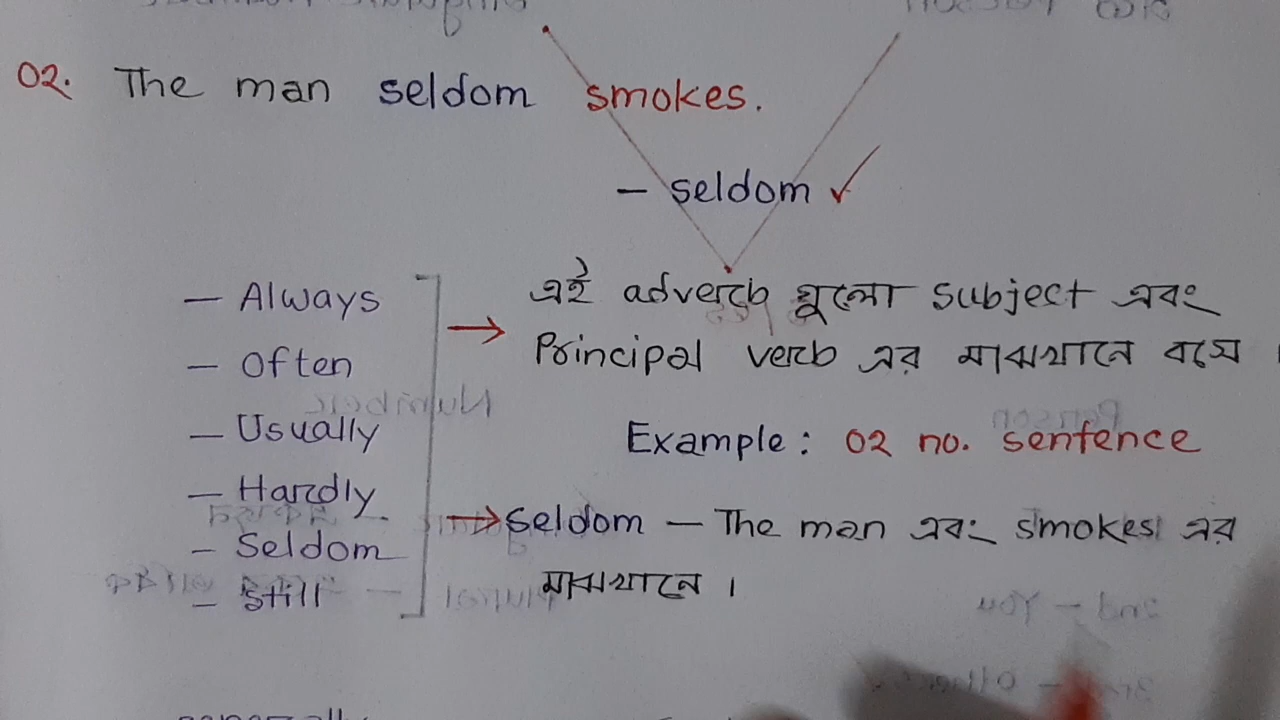 02. The man seldom smokes.
– seldom ✓
– Always
– Often
– Usually
– Hardly
– Seldom
– Still
→ এই adverb গুলো subject এবং
Principal verb এর মাঝখানে বসে ।
Example : 02 no. sentence
→ seldom – The man এবং smokes এর
মাঝখানে ।